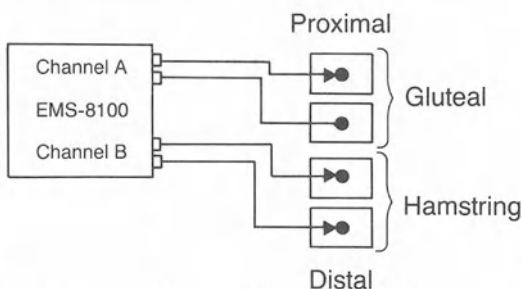 Proximal
Channel A
EMS-8100
Channel B
Gluteal
Hamstring
Distal